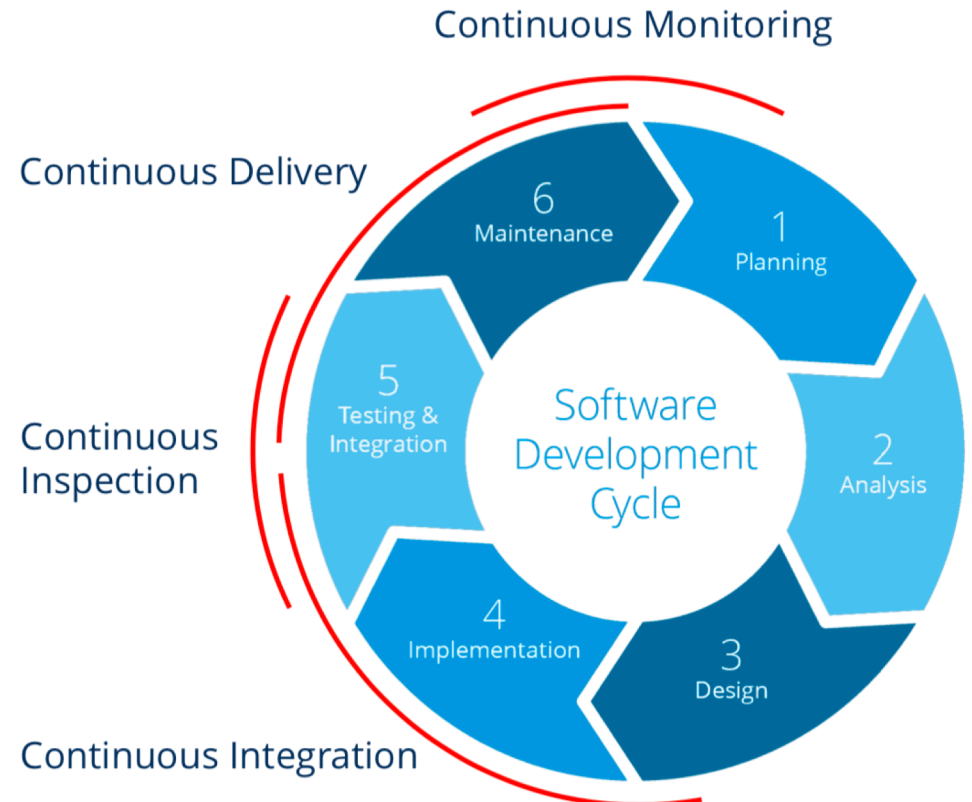 Continuous Monitoring
Continuous Delivery
6
Maintenance
1
Planning
5
Testing &
Integration
Software
Development
Cycle
2
Analysis
Continuous
Inspection
4
Implementation
3
Design
Continuous Integration